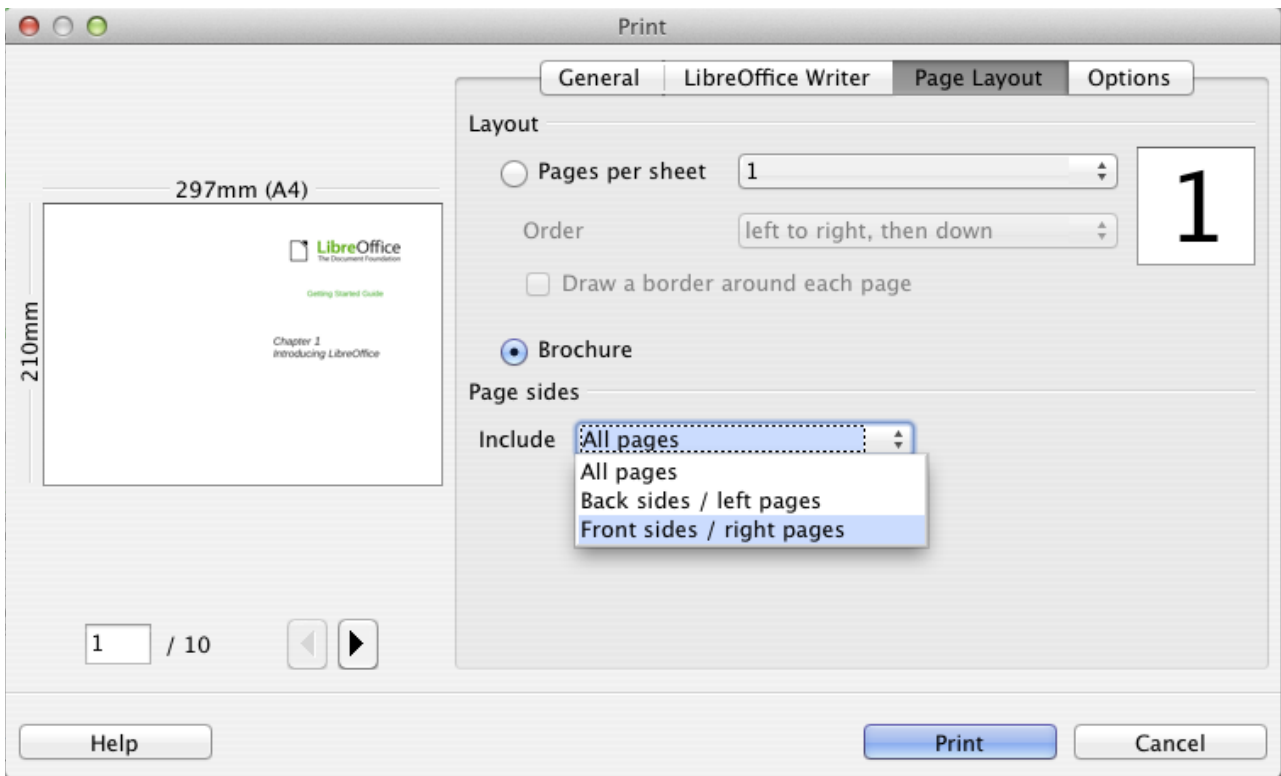 Print
General LibreOffice Writer Page Layout Options
Layout
Pages per sheet 1
1
Order left to right, then down
Draw a border around each page
Brochure
Page sides
Include All pages
All pages
Back sides / left pages
Front sides / right pages
297mm (A4)
210mm
LibreOffice
The Document Foundation
Getting Started Guide
Chapter 1
Introducing LibreOffice
1 / 10
Help Print Cancel